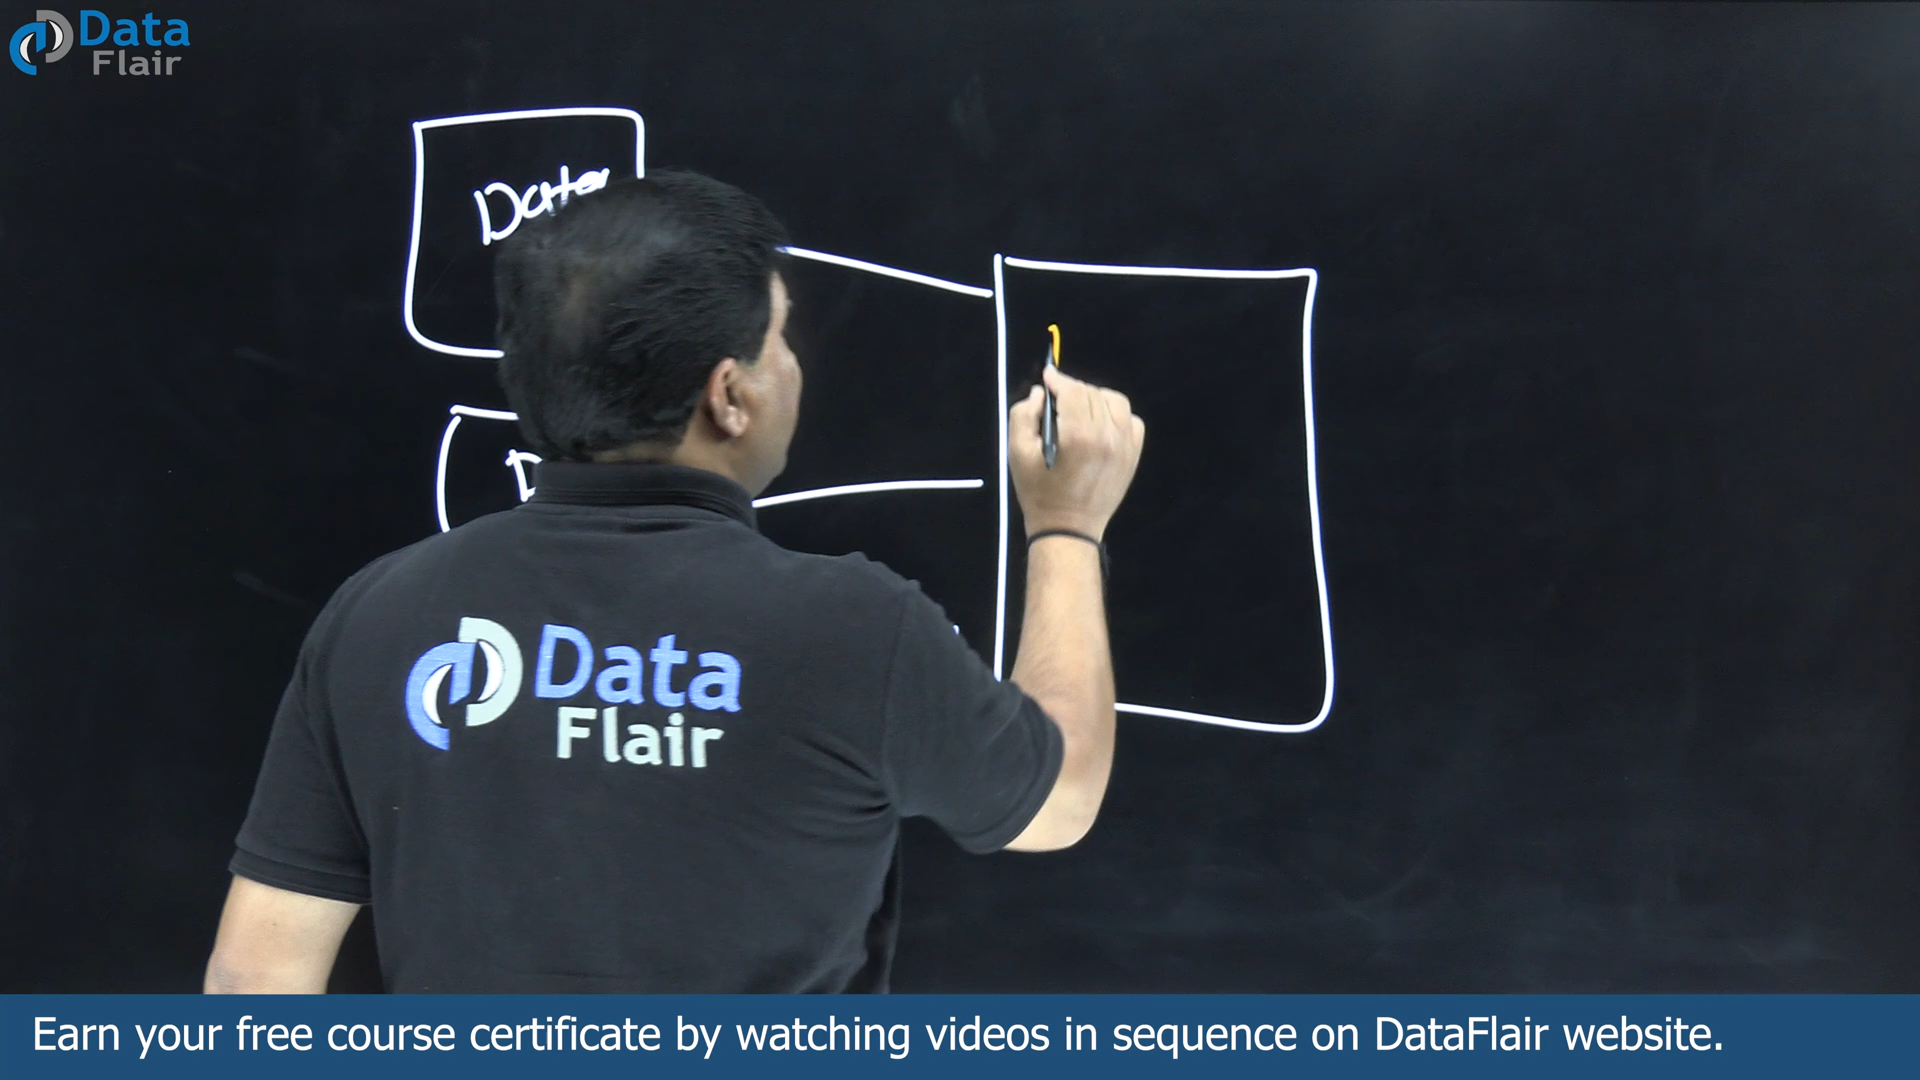 Data
Flair
Data
D
Data
Flair
Earn your free course certificate by watching videos in sequence on DataFlair website.